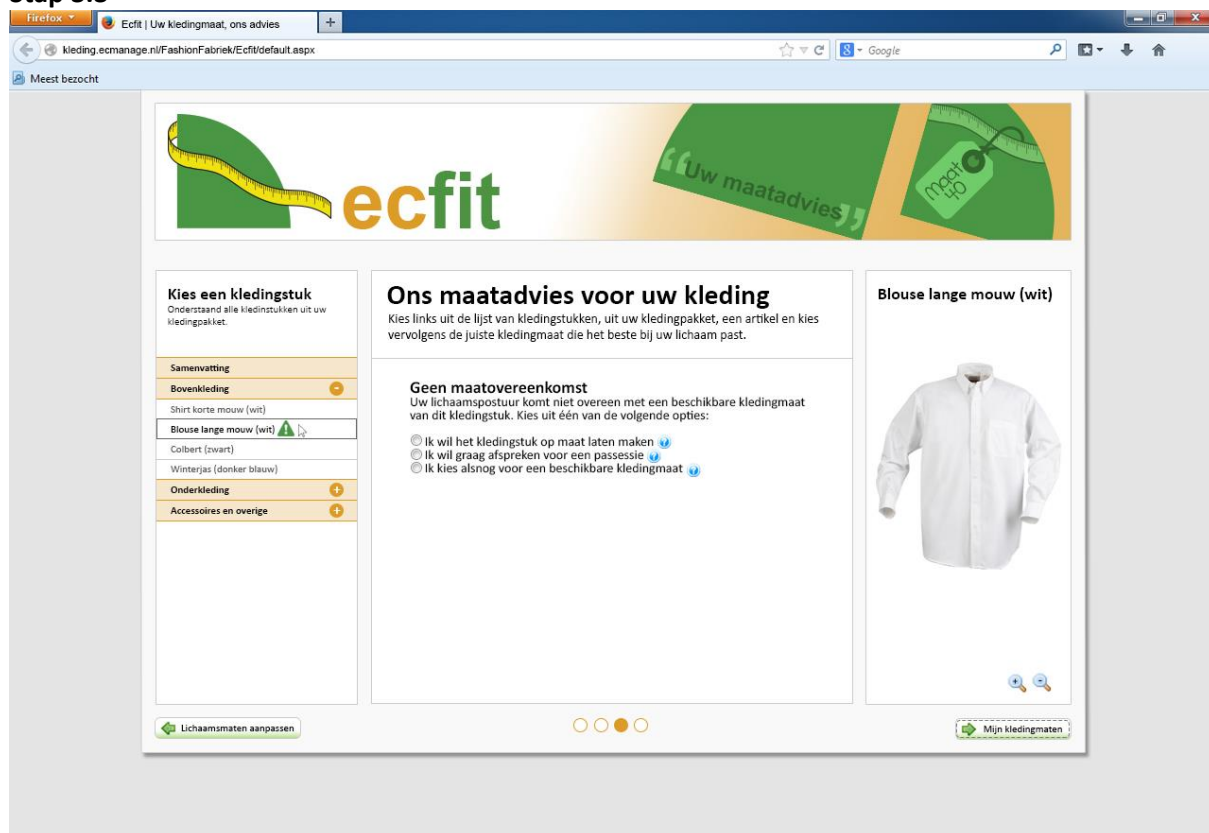 Firefox
Ecfit | Uw kledingmaat, ons advies
+
kleding.ecmanage.nl/FashionFabriek/Ecfit/default.aspx
Google
Meest bezocht
ecfit
“Uw maatadvies”
maat
40
Kies een kledingstuk
Onderstaand alle kledinstukken uit uw
kledingpakket.
Samenvatting
Bovenkleding
Shirt korte mouw (wit)
Blouse lange mouw (wit)
Colbert (zwart)
Winterjas (donker blauw)
Onderkleding
Accessoires en overige
Ons maatadvies voor uw kleding
Kies links uit de lijst van kledingstukken, uit uw kledingpakket, een artikel en kies
vervolgens de juiste kledingmaat die het beste bij uw lichaam past.
Geen maatovereenkomst
Uw lichaamspostuur komt niet overeen met een beschikbare kledingmaat
van dit kledingstuk. Kies uit één van de volgende opties:
Ik wil het kledingstuk op maat laten maken
Ik wil graag afspreken voor een passessie
Ik kies alsnog voor een beschikbare kledingmaat
Blouse lange mouw (wit)
Lichaamsmaten aanpassen
Mijn kledingmaten